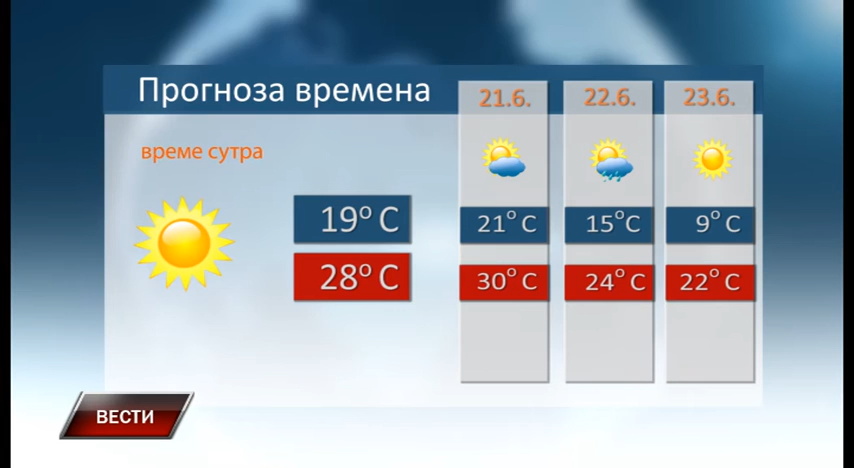 Прогноза времена
време сутра
19° C
28° C
21.6. 22.6. 23.6.
21° C 15°C 9° C
30° C 24° C 22° C
ВЕСТИ